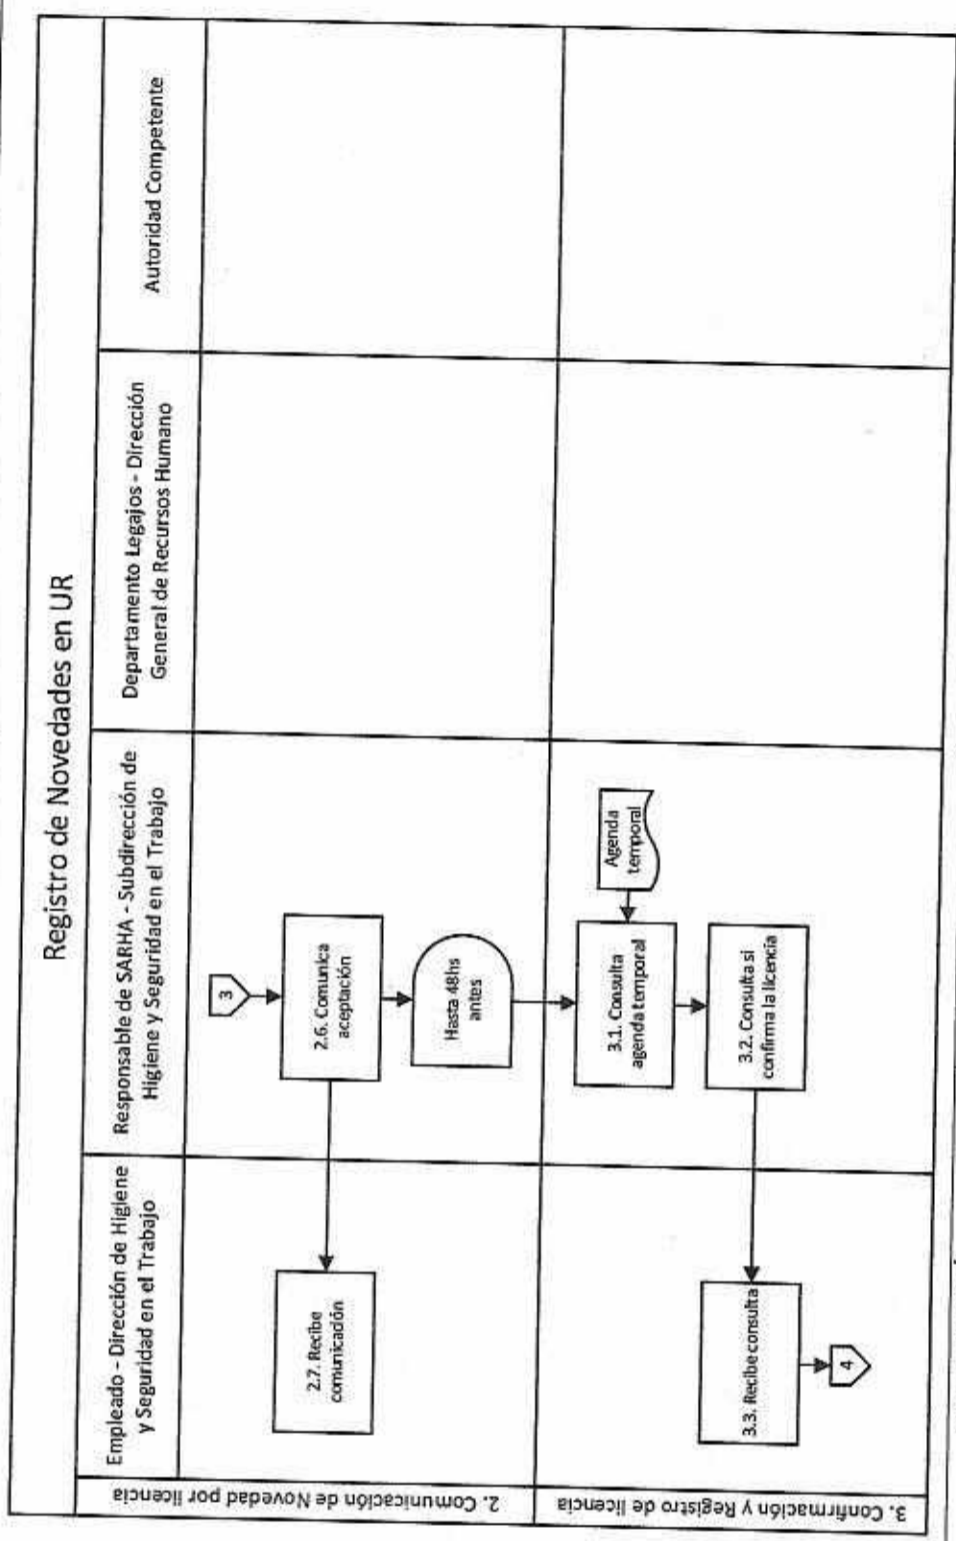 Registro de Novedades en UR
Empleado - Dirección de Higiene
y Seguridad en el Trabajo
Responsable de SARHA - Subdirección de
Higiene y Seguridad en el Trabajo
Departamento Legajos - Dirección
General de Recursos Humano
Autoridad Competente
2. Comunicación de Novedad por licencia
3
2.6. Comunica
aceptación
2.7. Recibe
comunicación
Hasta 48hs
antes
3. Confirmación y Registro de licencia
Agenda
temporal
3.1. Consulta
agenda temporal
3.2. Consulta si
confirma la licencia
3.3. Recibe consulta
4